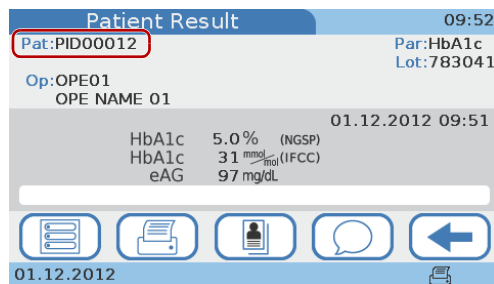 Patient Result 09:52
Pat:PID00012 Par:HbA1c
Lot:783041
Op:OPE01
OPE NAME 01
01.12.2012 09:51
HbA1c 5.0% (NGSP)
HbA1c 31 mmol/mol (IFCC)
eAG 97 mg/dL
01.12.2012